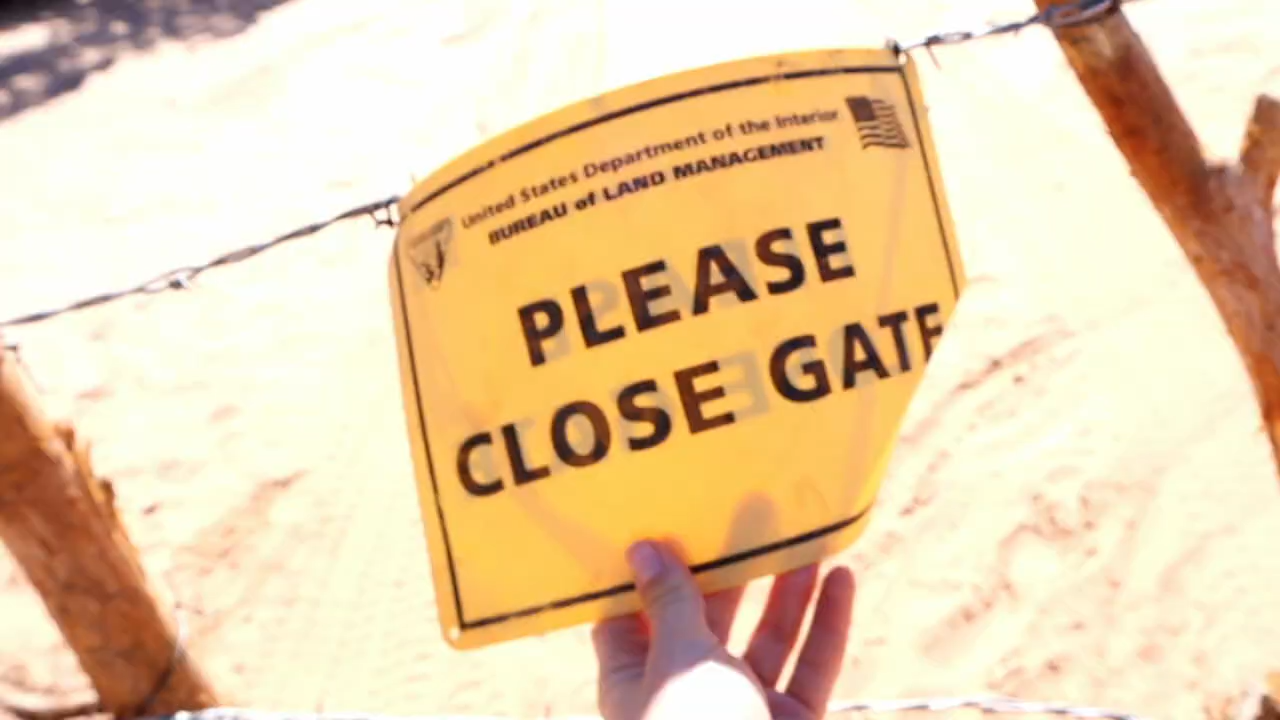 United States Department of the Interior
BUREAU of LAND MANAGEMENT
PLEASE
CLOSE GATE